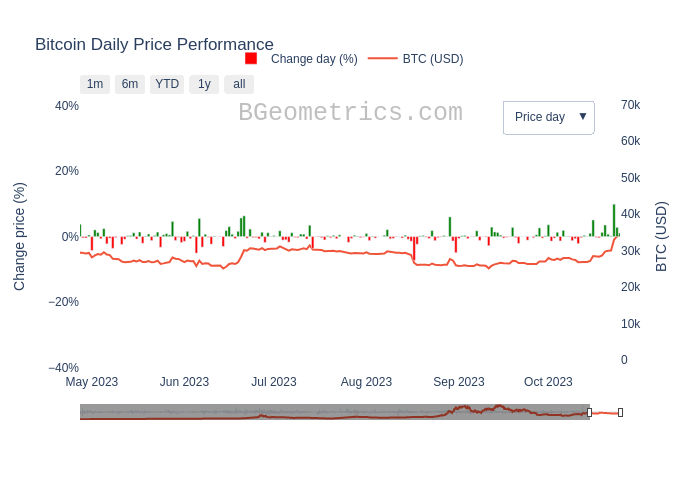 Bitcoin Daily Price Performance
Change day (%)
BTC (USD)
1m 6m YTD 1y all
BGeometrics.com
Price day ▼
Change price (%)
40%
20%
0%
−20%
−40%
70k
60k
50k
40k
30k
20k
10k
0
BTC (USD)
May 2023 Jun 2023 Jul 2023 Aug 2023 Sep 2023 Oct 2023